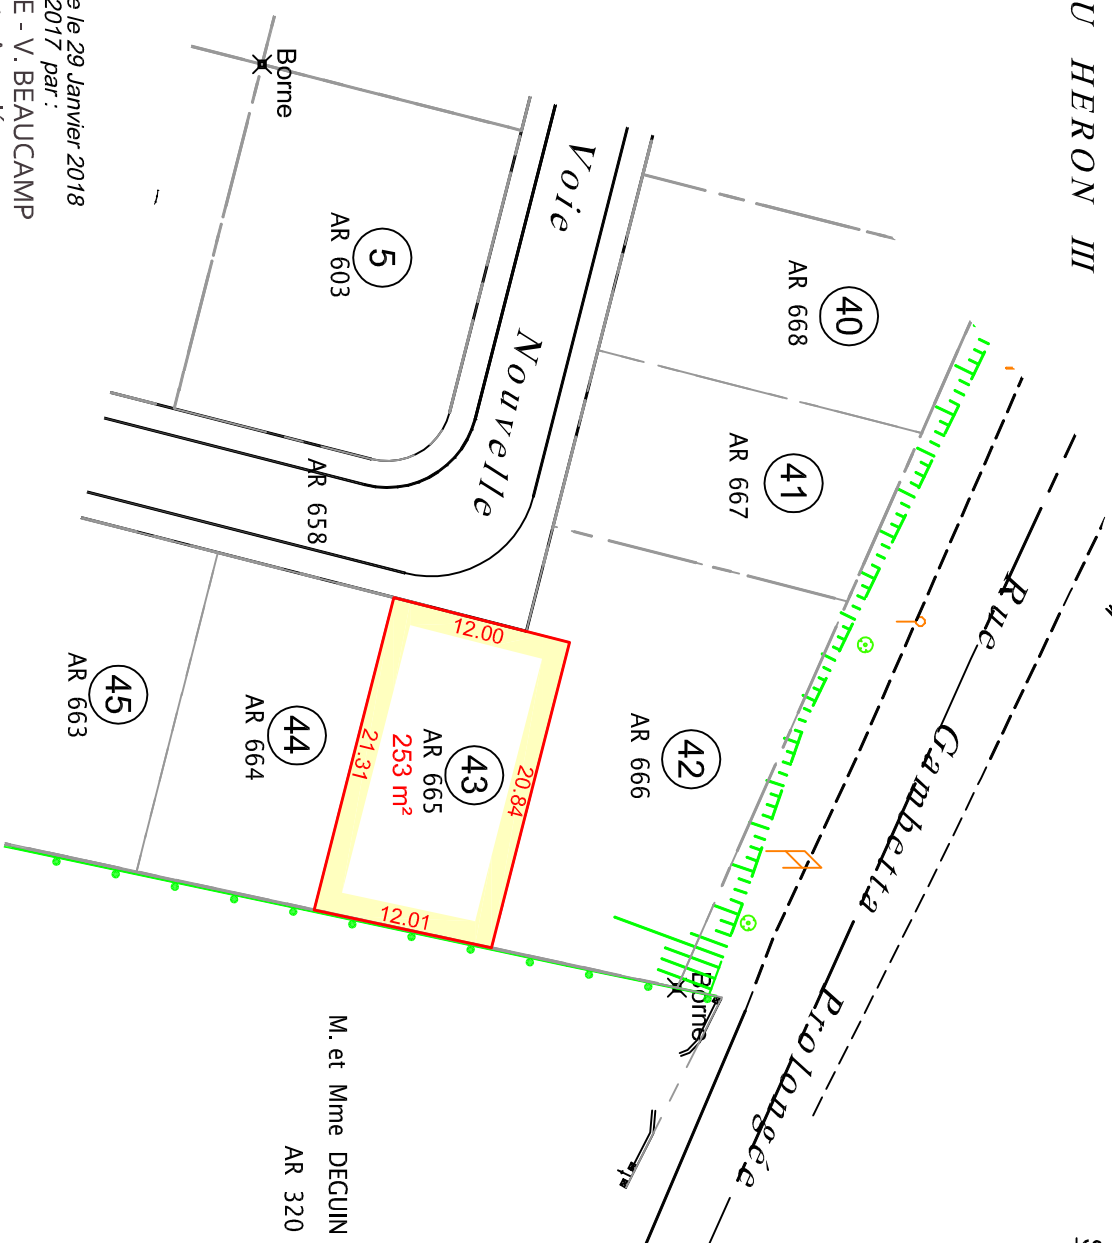 U HERON III
e le 29 Janvier 2018
2017 par :
E - V. BEAUCAMP
Borne
Voie Nouvelle
5
AR 603
40
AR 668
41
AR 667
42
AR 666
43
AR 665
253 m²
12.00
20.84
21.31
12.01
44
AR 664
45
AR 663
AR 658
Rue Gambetta Prolongée
Borne
M. et Mme DEGUIN
AR 320